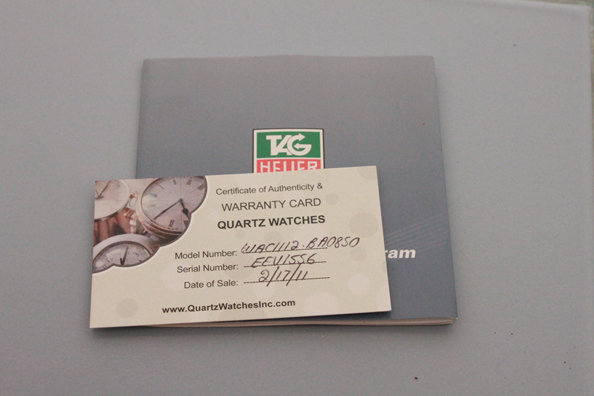 TAG
HEUER
Certificate of Authenticity &
WARRANTY CARD
QUARTZ WATCHES
Model Number: WAC1112.BA0850
Serial Number: EEV1556
Date of Sale: 2/17/11
www.QuartzWatchesInc.com